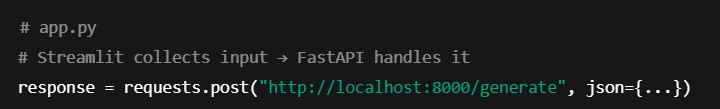 # app.py
# Streamlit collects input → FastAPI handles it
response = requests.post("http://localhost:8000/generate", json={...})